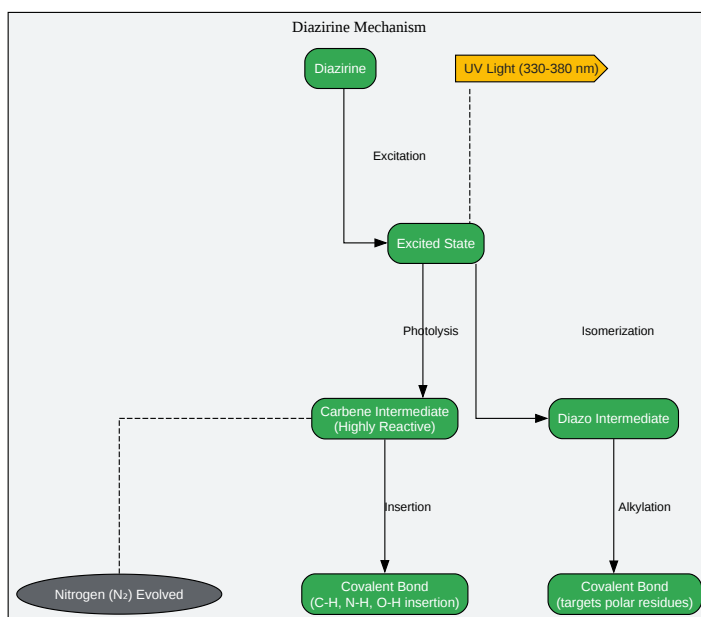 Diazirine Mechanism
Diazirine
UV Light (330-380 nm)
Excitation
Excited State
Photolysis
Isomerization
Carbene Intermediate
(Highly Reactive)
Diazo Intermediate
Insertion
Alkylation
Nitrogen (N₂) Evolved
Covalent Bond
(C-H, N-H, O-H insertion)
Covalent Bond
(targets polar residues)